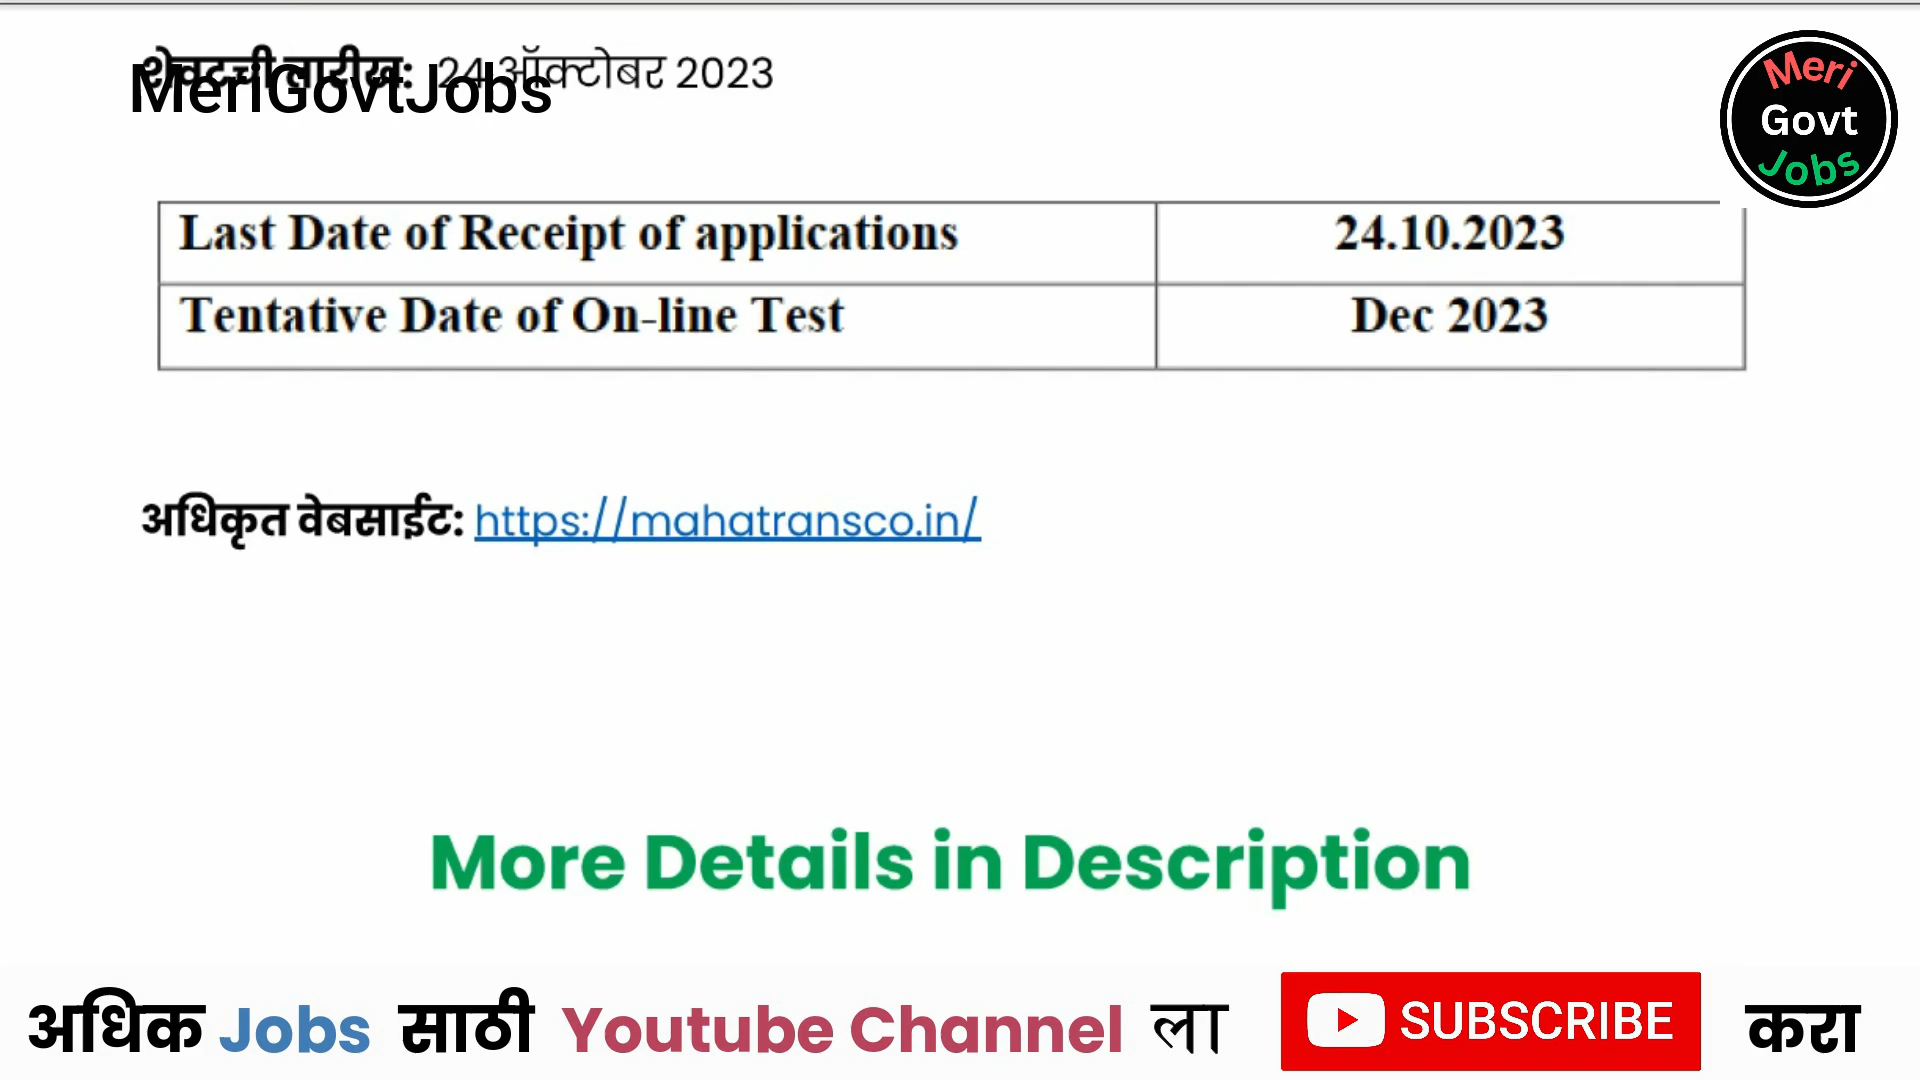 शेवटची तारीख: 24 ऑक्टोबर 2023
MeriGovtJobs
Meri
Govt
Jobs
Last Date of Receipt of applications 24.10.2023
Tentative Date of On-line Test Dec 2023
अधिकृत वेबसाईट: https://mahatransco.in/
More Details in Description
अधिक Jobs साठी Youtube Channel ला SUBSCRIBE करा